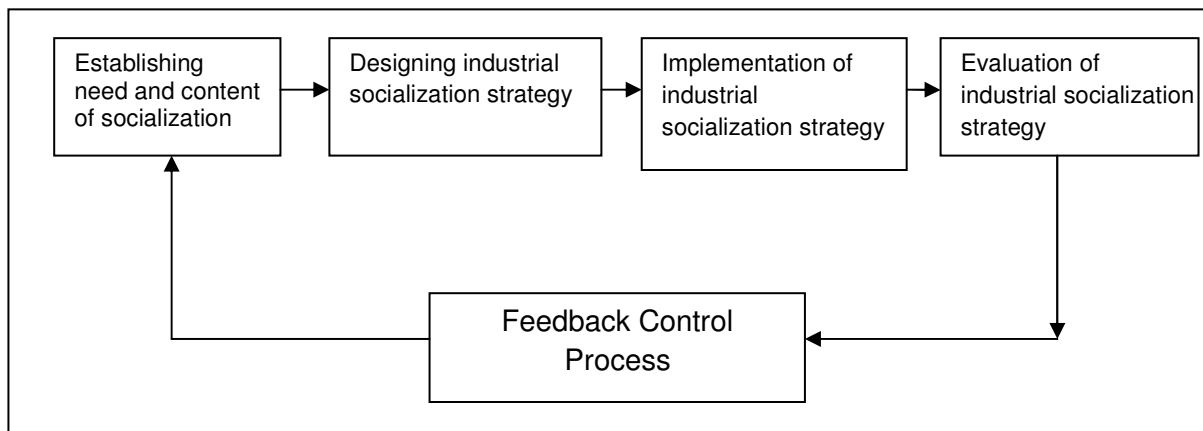 Establishing
need and content
of socialization
Designing industrial
socialization strategy
Implementation of
industrial
socialization strategy
Evaluation of
industrial socialization
strategy
Feedback Control
Process